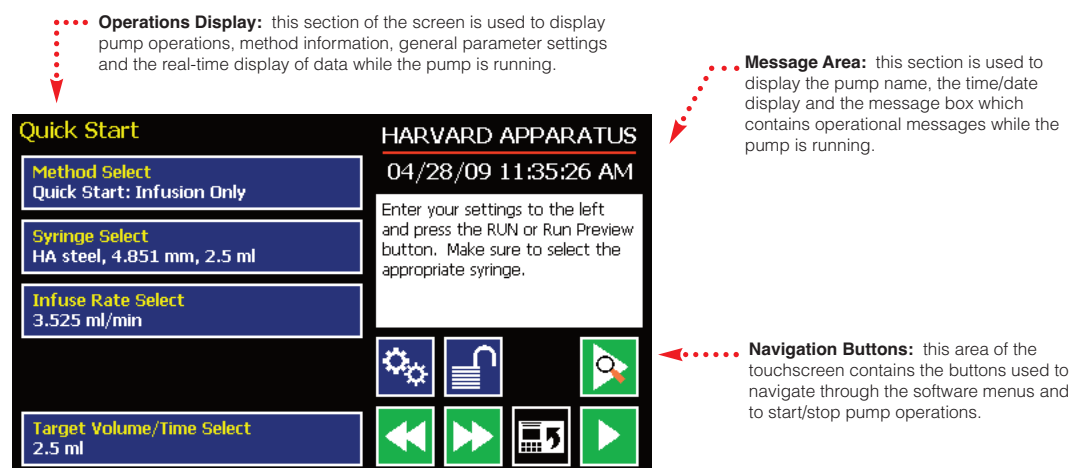 Operations Display: this section of the screen is used to display
pump operations, method information, general parameter settings
and the real-time display of data while the pump is running.
Message Area: this section is used to
display the pump name, the time/date
display and the message box which
contains operational messages while the
pump is running.
Quick Start
Method Select
Quick Start: Infusion Only
Syringe Select
HA steel, 4.851 mm, 2.5 ml
Infuse Rate Select
3.525 ml/min
Target Volume/Time Select
2.5 ml
HARVARD APPARATUS
04/28/09 11:35:26 AM
Enter your settings to the left
and press the RUN or Run Preview
button. Make sure to select the
appropriate syringe.
Navigation Buttons: this area of the
touchscreen contains the buttons used to
navigate through the software menus and
to start/stop pump operations.